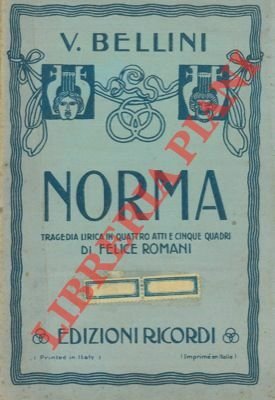 V. BELLINI
NORMA
TRAGEDIA LIRICA IN QUATTRO ATTI E CINQUE QUADRI
DI FELICE ROMANI
EDIZIONI RICORDI
( Printed in Italy )
( Imprimé en Italie )
LIBRERIA PIANI